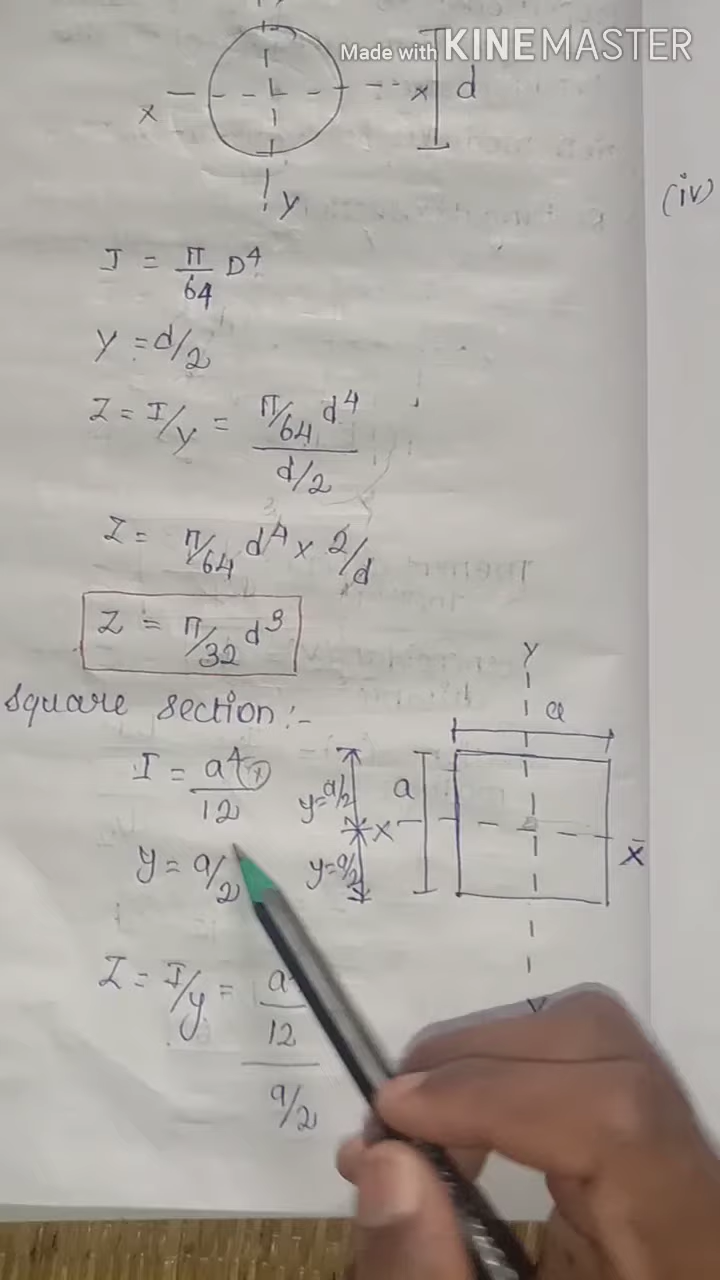 Made with KINEMASTER
x x d
y
(iv)
I = π/64 D⁴
Y = d/2
Z = I/y = π/64 d⁴ / d/2
Z = π/64 d⁴ x 2/d
Z = π/32 d³
Square section :-
Y
a
I = a⁴/12
y = a/2
y=a/2 x a x
y=a/2
Z = I/y = a⁴/12 / a/2